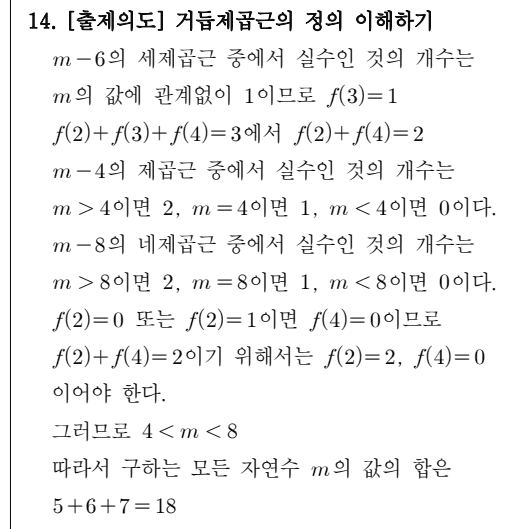 14. [출제의도] 거듭제곱근의 정의 이해하기
m−6의 세제곱근 중에서 실수인 것의 개수는
m의 값에 관계없이 1이므로 f(3)=1
f(2)+f(3)+f(4)=3에서 f(2)+f(4)=2
m−4의 제곱근 중에서 실수인 것의 개수는
m>4이면 2, m=4이면 1, m<4이면 0이다.
m−8의 네제곱근 중에서 실수인 것의 개수는
m>8이면 2, m=8이면 1, m<8이면 0이다.
f(2)=0 또는 f(2)=1이면 f(4)=0이므로
f(2)+f(4)=2이기 위해서는 f(2)=2, f(4)=0
이어야 한다.
그러므로 4<m<8
따라서 구하는 모든 자연수 m의 값의 합은
5+6+7=18